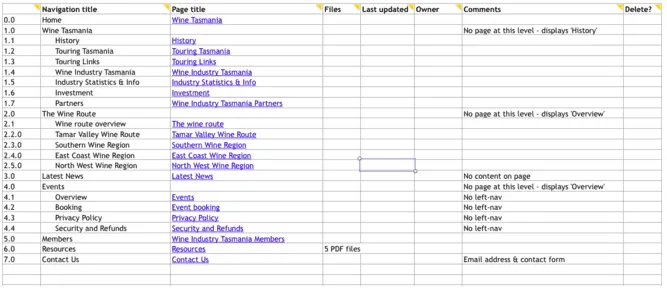 Navigation title Page title Files Last updated Owner Comments Delete?
0.0 Home Wine Tasmania
1.0 Wine Tasmania No page at this level - displays 'History'
1.1 History History
1.2 Touring Tasmania Touring Tasmania
1.3 Touring Links Touring Links
1.4 Wine Industry Tasmania Wine Industry Tasmania
1.5 Industry Statistics & Info Industry Statistics & Info
1.6 Investment Investment
1.7 Partners Wine Industry Tasmania Partners
2.0 The Wine Route No page at this level - displays 'Overview'
2.1 Wine route overview The wine route
2.2.0 Tamar Valley Wine Route Tamar Valley Wine Route
2.3.0 Southern Wine Region Southern Wine Region
2.4.0 East Coast Wine Region East Coast Wine Region
2.5.0 North West Wine Region North West Wine Region
3.0 Latest News Latest News No content on page
4.0 Events No page at this level - displays 'Overview'
4.1 Overview Events No left-nav
4.2 Booking Event booking No left-nav
4.3 Privacy Policy Privacy Policy No left-nav
4.4 Security and Refunds Security and Refunds No left-nav
5.0 Members Wine Industry Tasmania Members
6.0 Resources Resources 5 PDF files
7.0 Contact Us Contact Us Email address & contact form